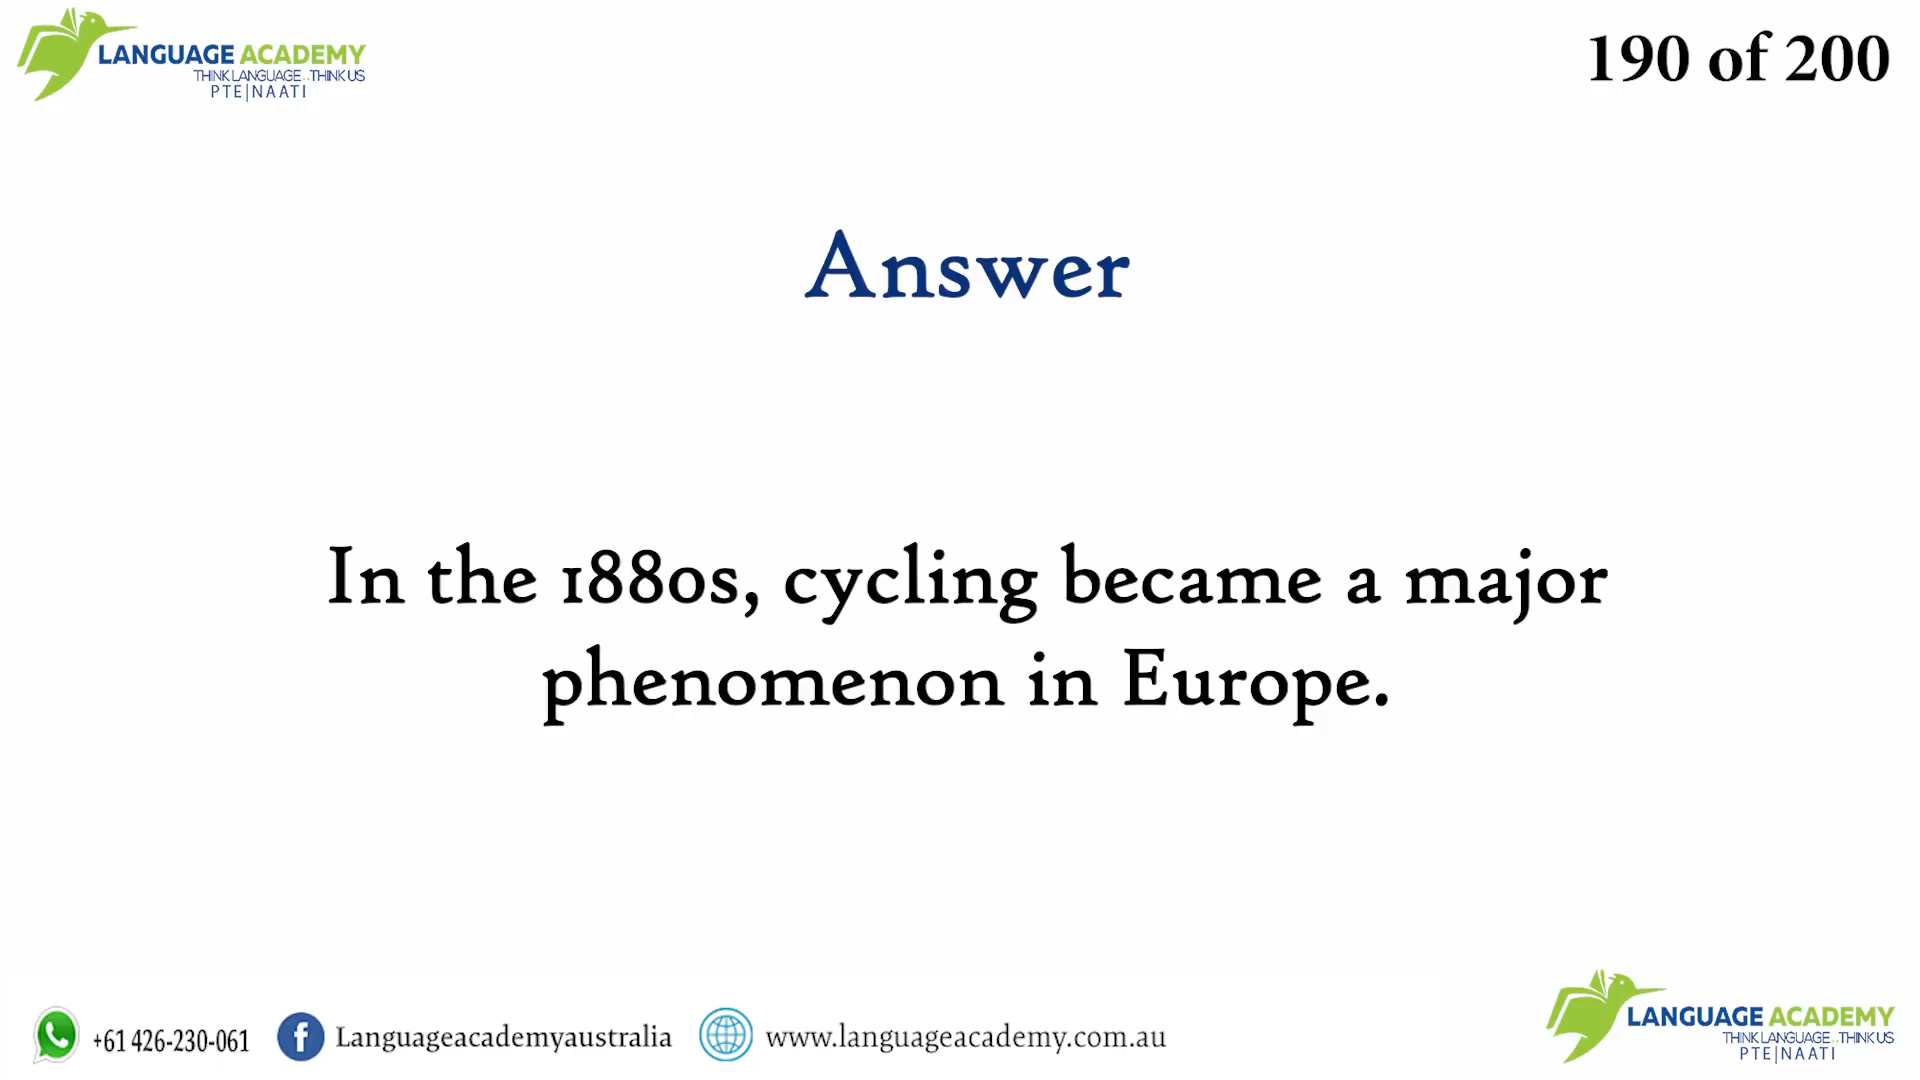 LANGUAGE ACADEMY
THINK LANGUAGE..THINK US
PTE|NAATI
190 of 200
Answer
In the 1880s, cycling became a major
phenomenon in Europe.
+61 426-230-061
Languageacademyaustralia
www.languageacademy.com.au
LANGUAGE ACADEMY
THINK LANGUAGE..THINK US
PTE|NAATI